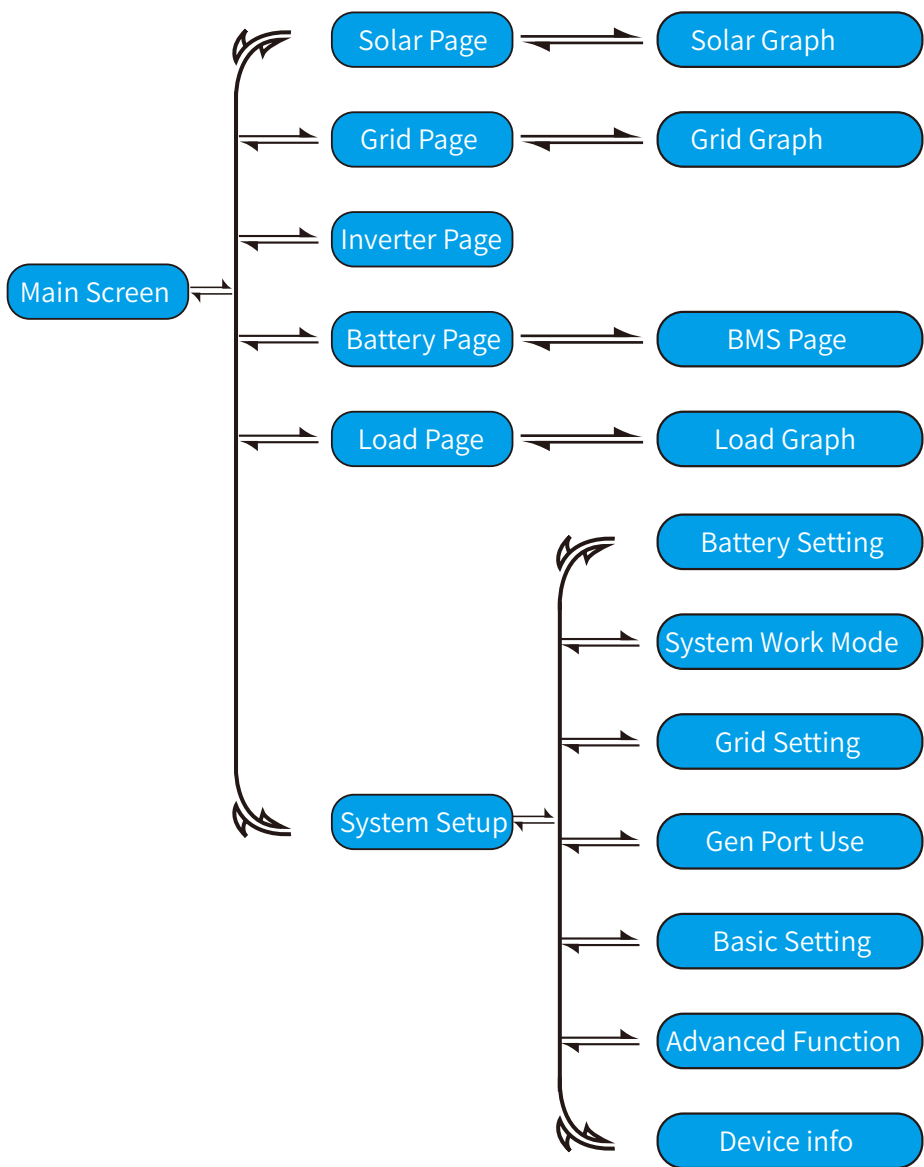 Solar Page
Solar Graph
Grid Page
Grid Graph
Inverter Page
Main Screen
Battery Page
BMS Page
Load Page
Load Graph
Battery Setting
System Work Mode
Grid Setting
System Setup
Gen Port Use
Basic Setting
Advanced Function
Device info